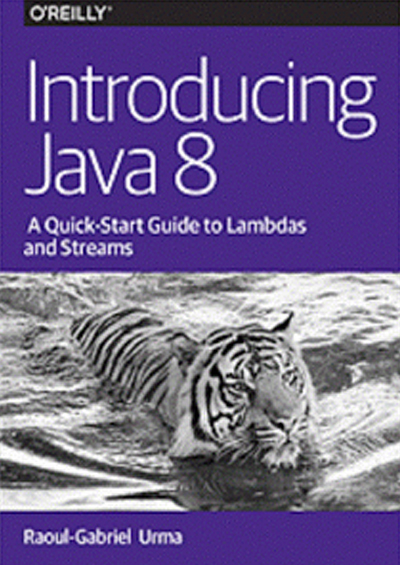 O'REILLY®
Introducing
Java 8
A Quick-Start Guide to Lambdas
and Streams
Raoul-Gabriel Urma